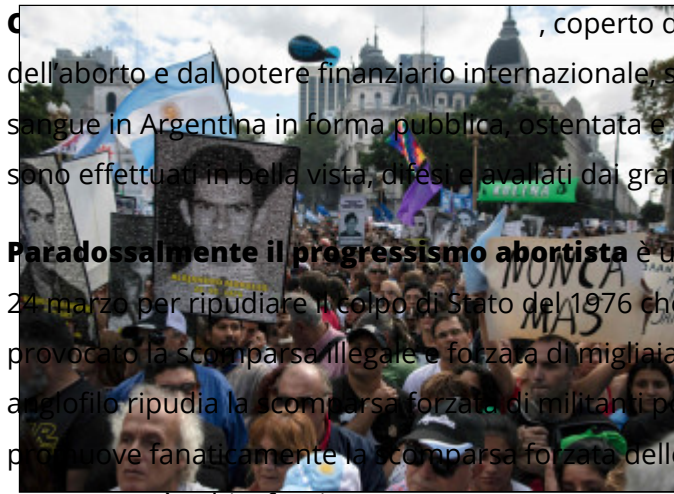 , coperto d
dell’aborto e dal potere finanziario internazionale, s
sangue in Argentina in forma pubblica, ostentata e
sono effettuati in bella vista, difesi e avallati dai gra
Paradossalmente il progressismo abortista è u
NUNCA
24 marzo per ripudiare il colpo di Stato del 1976 che
MAS
provocato la scomparsa illegale e forzata di migliaia
anglofilo ripudia la scomparsa forzata di militanti p
promuove fanaticamente la scomparsa forzata delle